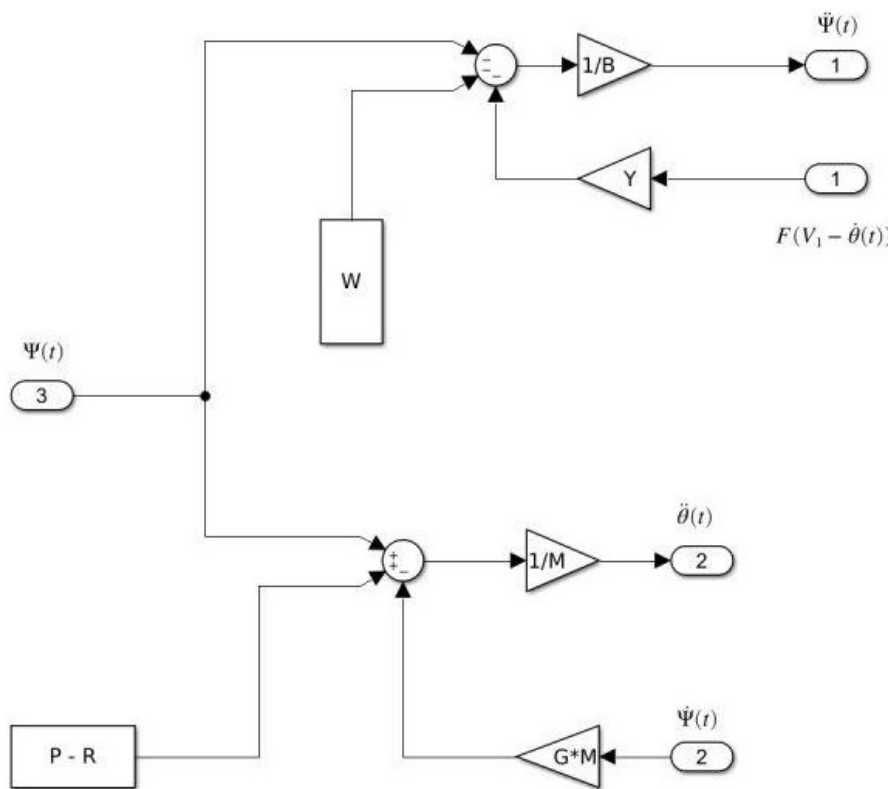 Ψ̈(t)
1/B
1
− − −
Y
1
F(V₁ − θ̇(t))
W
Ψ(t)
3
θ̈(t)
+ + −
1/M
2
Ψ̇(t)
P - R
G*M
2